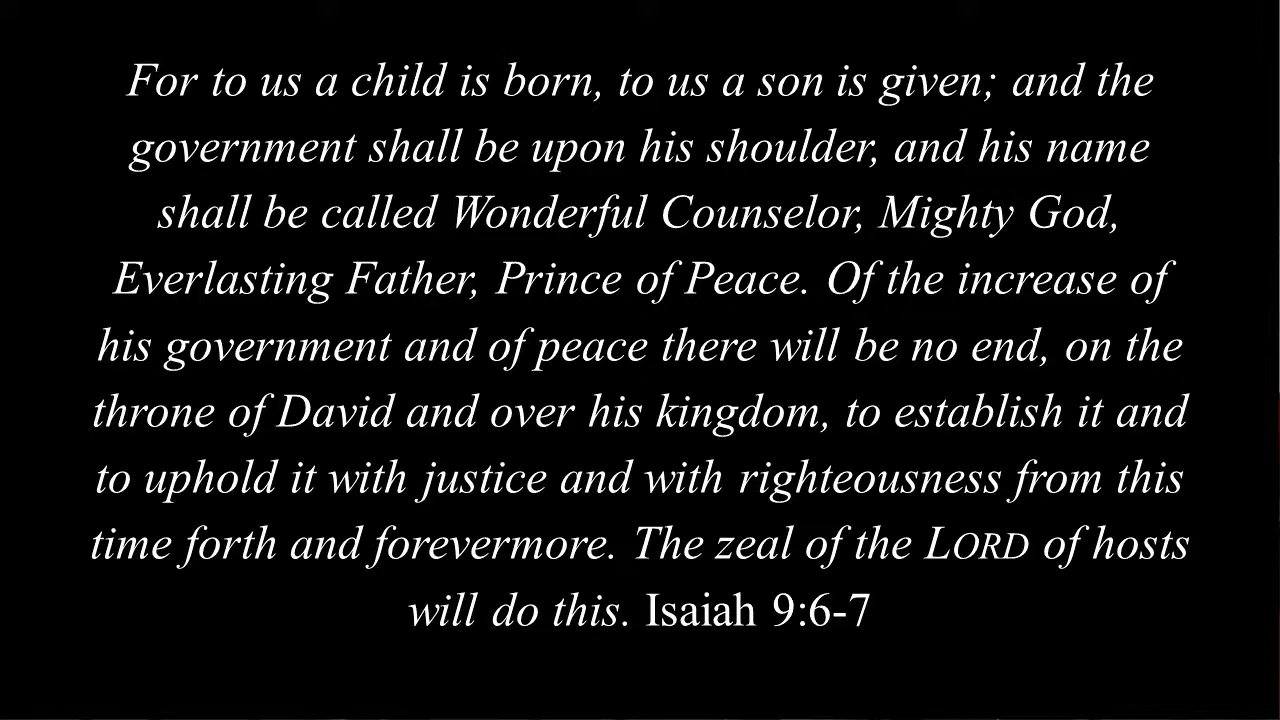 For to us a child is born, to us a son is given; and the
government shall be upon his shoulder, and his name
shall be called Wonderful Counselor, Mighty God,
Everlasting Father, Prince of Peace. Of the increase of
his government and of peace there will be no end, on the
throne of David and over his kingdom, to establish it and
to uphold it with justice and with righteousness from this
time forth and forevermore. The zeal of the LORD of hosts
will do this. Isaiah 9:6-7